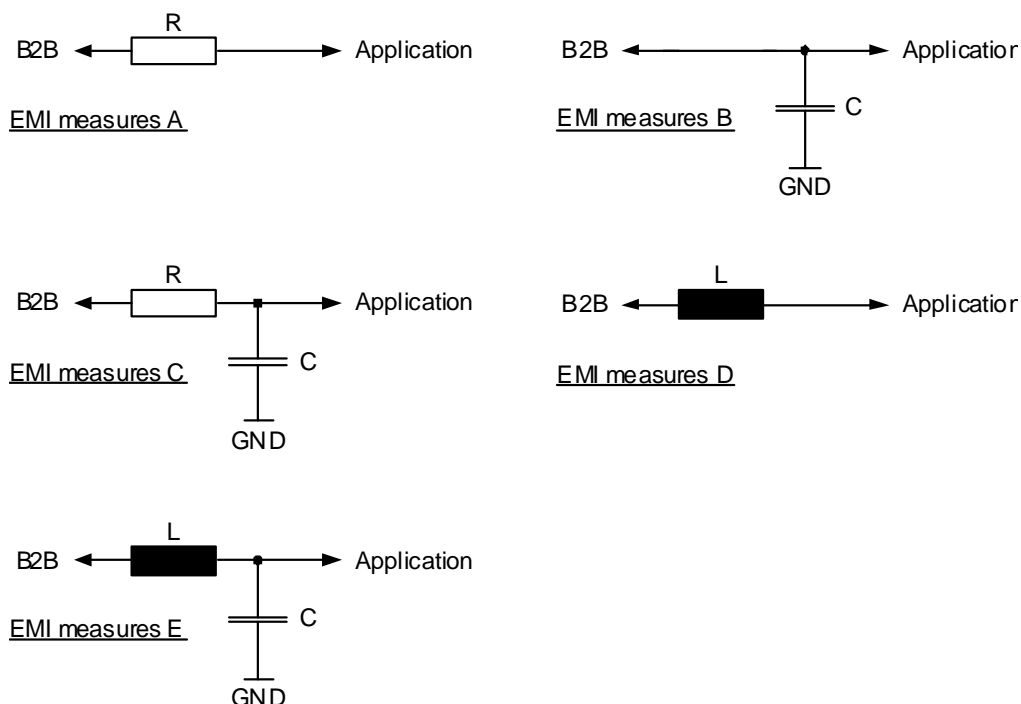 R
B2B
Application
EMI measures A
B2B
Application
C
EMI measures B
GND
R
B2B
Application
C
EMI measures C
GND
L
B2B
Application
EMI measures D
L
B2B
Application
C
EMI measures E
GND